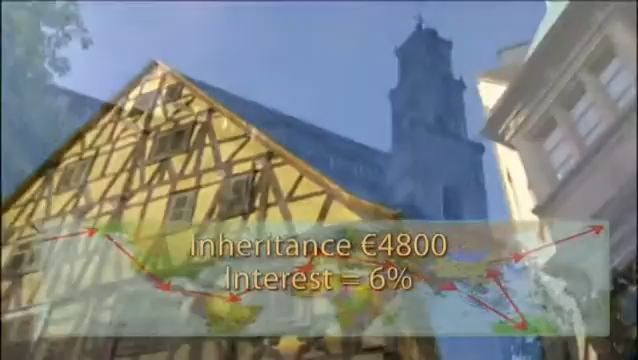 Inheritance €4800
Interest = 6%